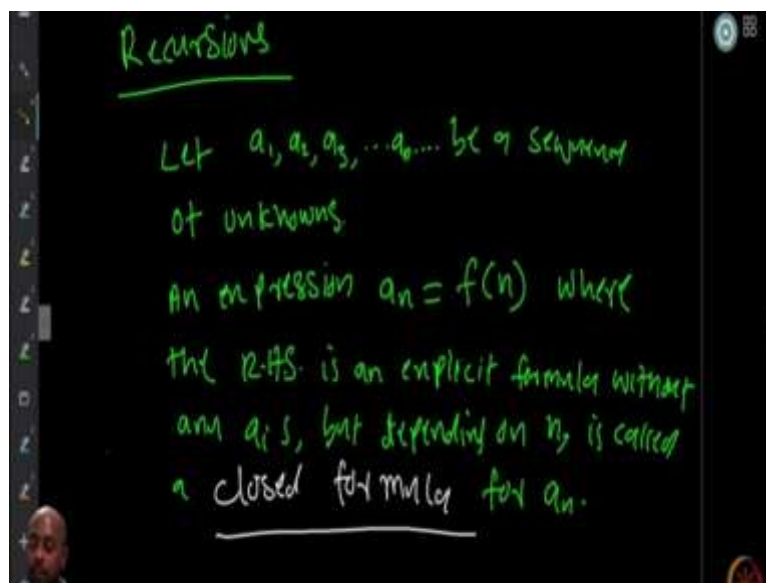 Recursions
Let a₁, a₂, a₃, ...aₙ.... be a sequence
of unknowns.
An expression aₙ = f(n) where
the R.H.S. is an explicit formula without
any aᵢ s, but depending on n, is called
a closed formula for aₙ.